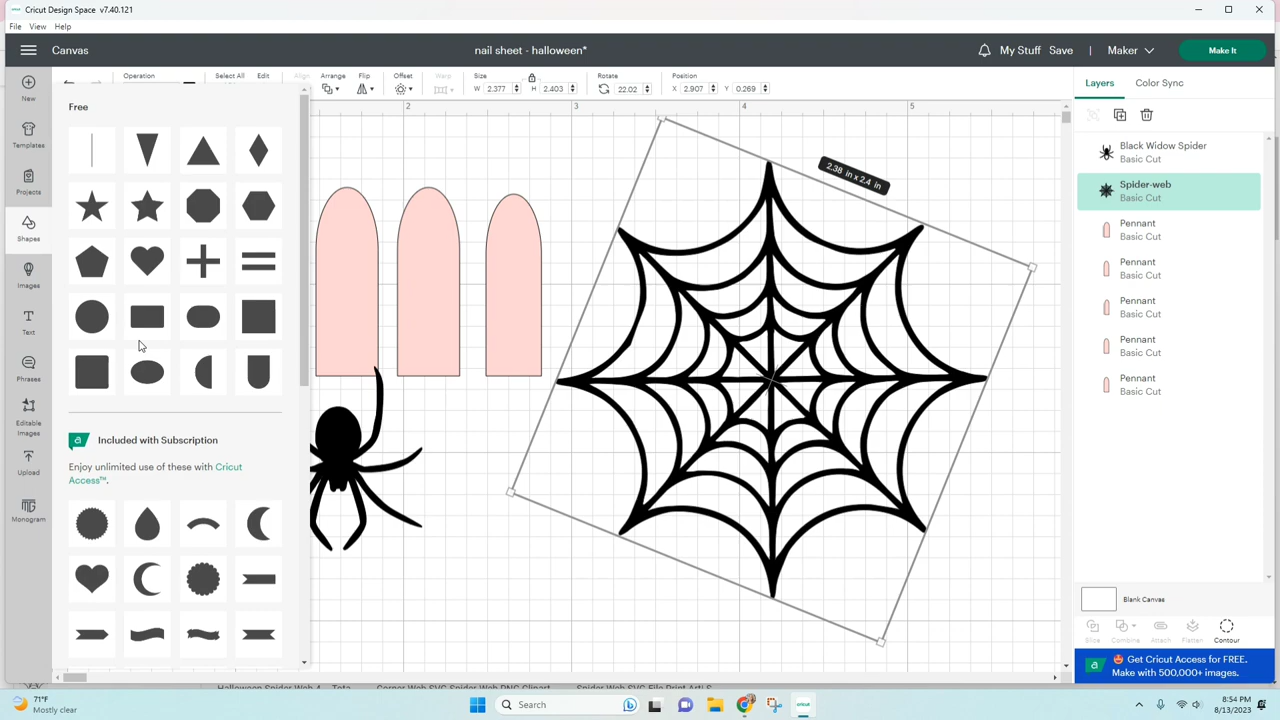 Cricut Design Space v7.40.121
File View Help
Canvas
nail sheet - halloween*
My Stuff Save
Maker
Make It
Operation
Select All Edit
Align Arrange Flip Offset Warp Size Rotate Position
W 2.377 H 2.403 22.02 X 2.907 Y 0.269
2 3 4 5
New
Templates
Projects
Shapes
Images
Text
Phrases
Editable
Images
Upload
Monogram
Free
a Included with Subscription
Enjoy unlimited use of these with Cricut
Access™.
2.38 in x 2.4 in
Layers Color Sync
Black Widow Spider
Basic Cut
Spider-web
Basic Cut
Pennant
Basic Cut
Pennant
Basic Cut
Pennant
Basic Cut
Pennant
Basic Cut
Pennant
Basic Cut
Blank Canvas
Slice Combine Attach Flatten Contour
a Get Cricut Access for FREE.
Make with 500,000+ images.
71°F
Mostly clear
Search
cricut
8:54 PM
8/13/2023